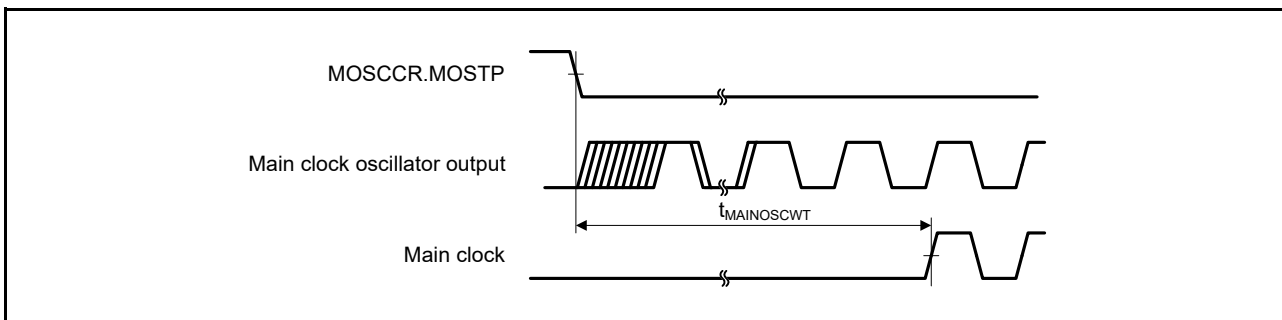 MOSCCR.MOSTP
Main clock oscillator output
tMAINOSCWT
Main clock